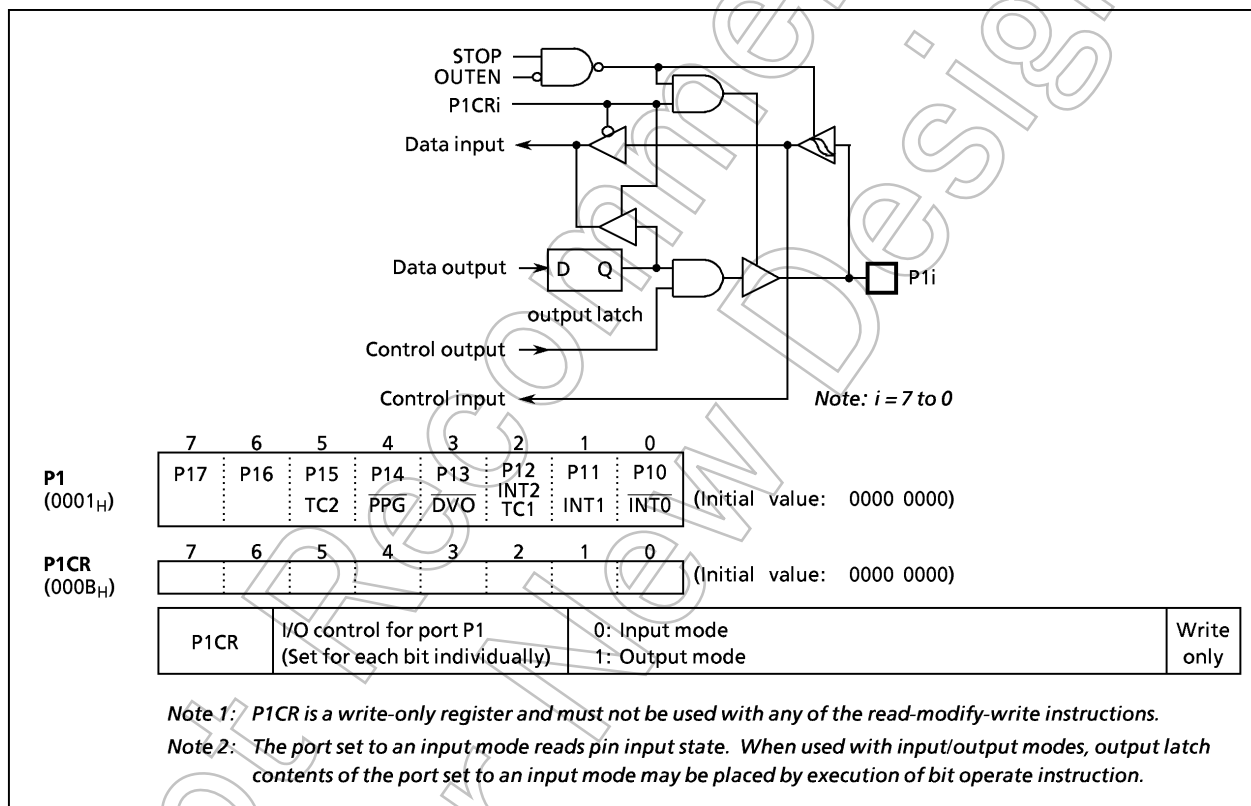 STOP
OUTEN
P1CRi
Data input
Data output
D Q
P1i
output latch
Control output
Control input
Note: i = 7 to 0
7 6 5 4 3 2 1 0
P1
(0001H)
P17 P16 P15 P14 P13 P12 P11 P10
TC2 PPG DVO INT2 TC1 INT1 INT0
(Initial value: 0000 0000)
7 6 5 4 3 2 1 0
P1CR
(000BH)
(Initial value: 0000 0000)
P1CR
I/O control for port P1
(Set for each bit individually)
0: Input mode
1: Output mode
Write
only
Note 1: P1CR is a write-only register and must not be used with any of the read-modify-write instructions.
Note 2: The port set to an input mode reads pin input state. When used with input/output modes, output latch
contents of the port set to an input mode may be placed by execution of bit operate instruction.